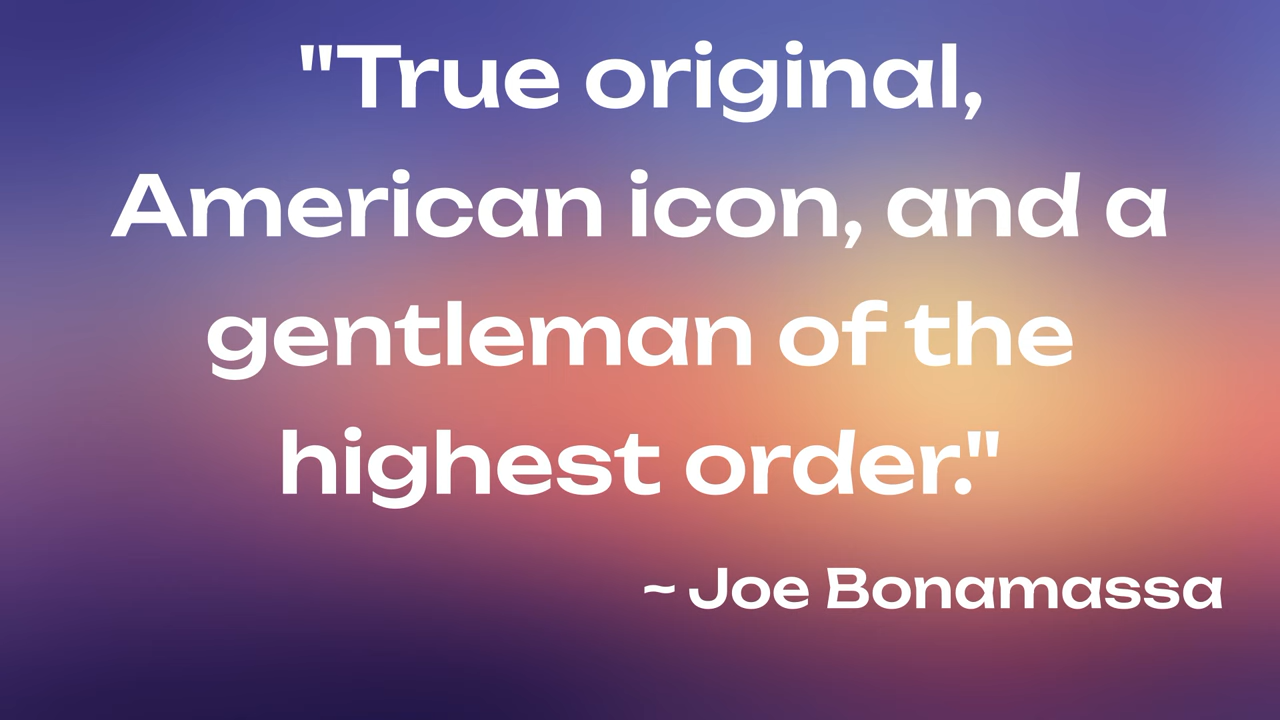 "True original,
American icon, and a
gentleman of the
highest order."
~ Joe Bonamassa